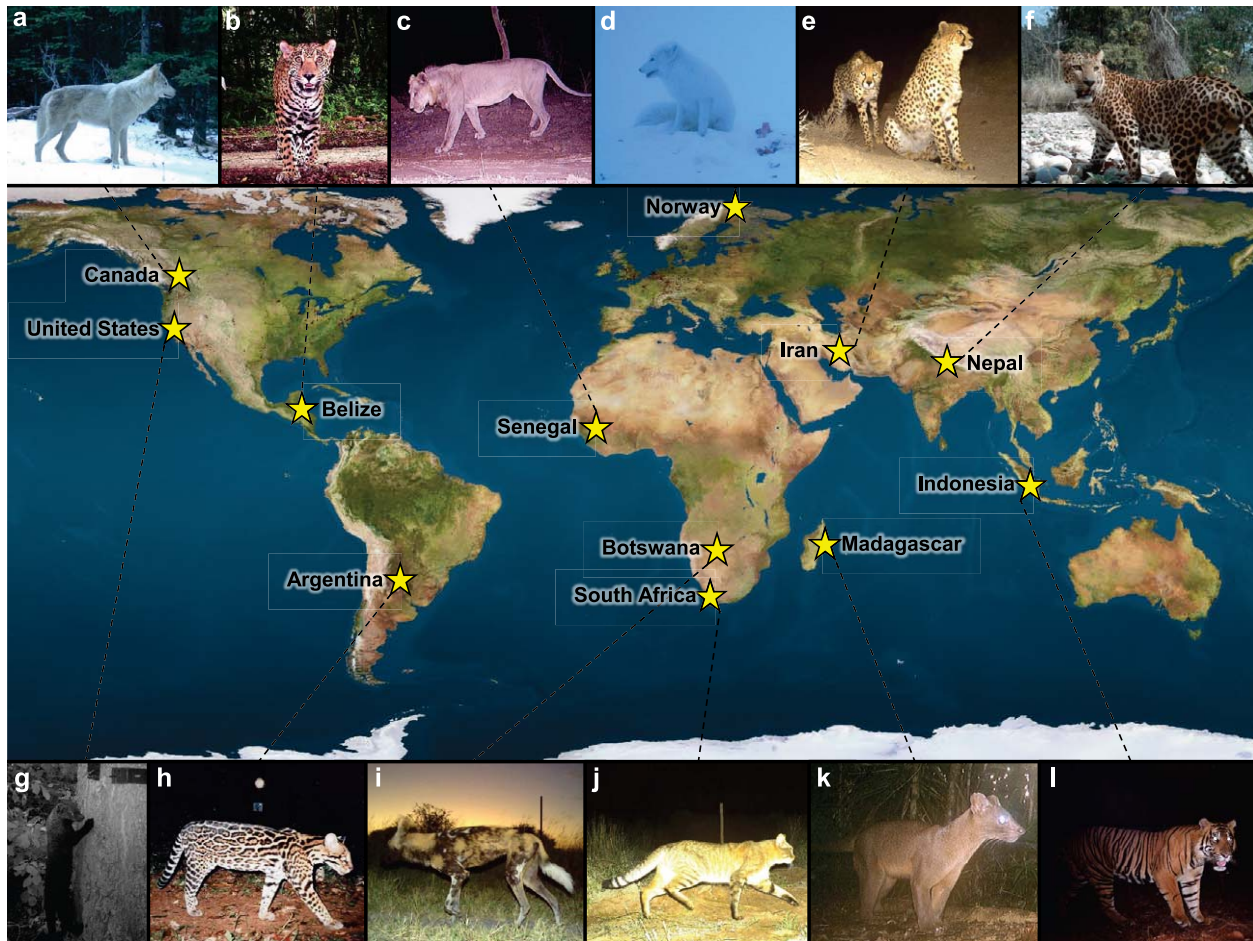 a
b
c
d
e
f
Norway
Canada
United States
Iran
Nepal
Belize
Senegal
Indonesia
Botswana
Madagascar
Argentina
South Africa
g
h
i
j
k
l